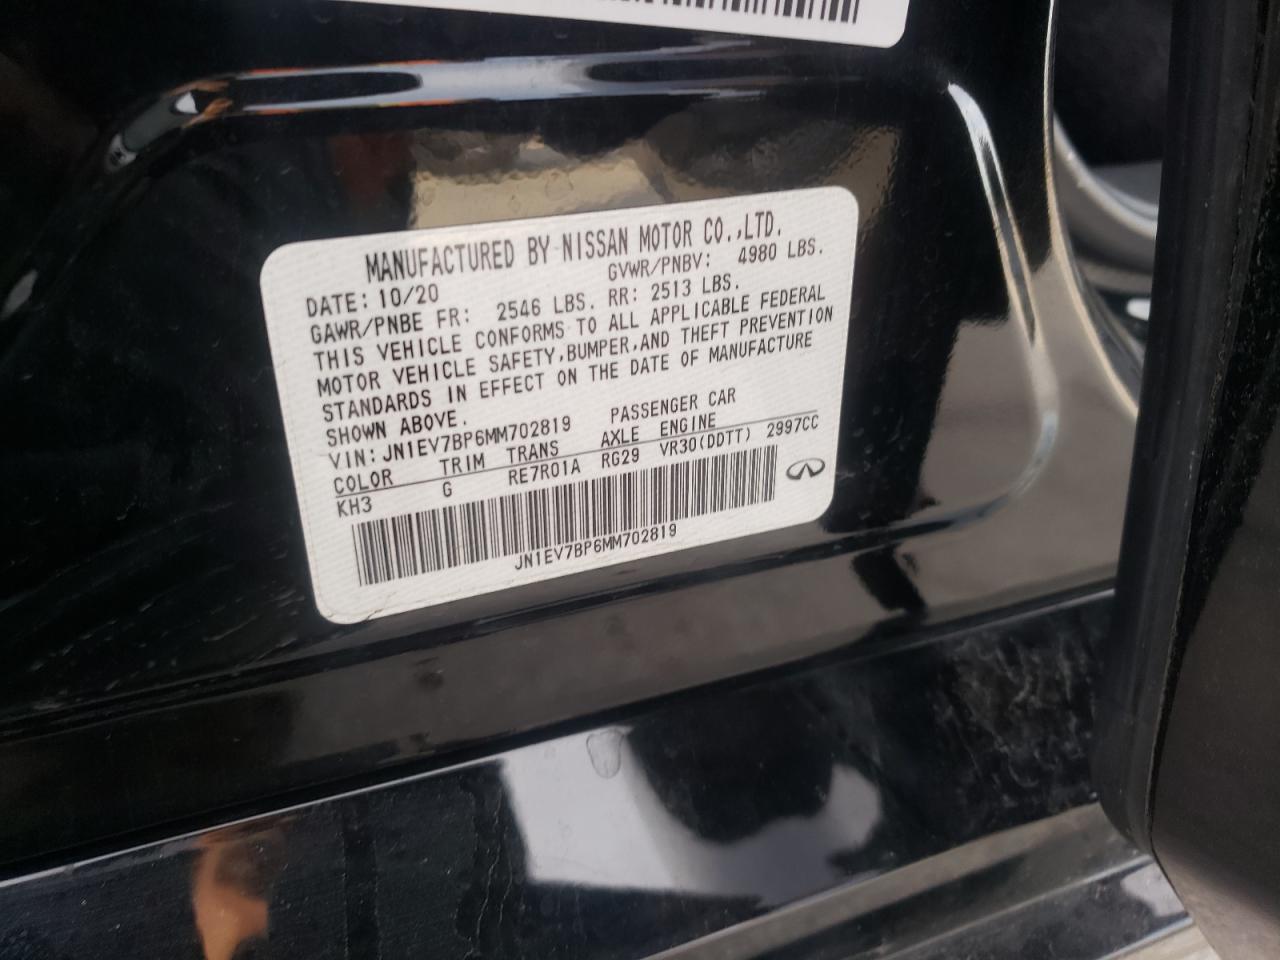 MANUFACTURED BY NISSAN MOTOR CO.,LTD.
DATE: 10/20 GVWR/PNBV: 4980 LBS.
GAWR/PNBE FR: 2546 LBS. RR: 2513 LBS.
THIS VEHICLE CONFORMS TO ALL APPLICABLE FEDERAL
MOTOR VEHICLE SAFETY,BUMPER,AND THEFT PREVENTION
STANDARDS IN EFFECT ON THE DATE OF MANUFACTURE
SHOWN ABOVE.
VIN: JN1EV7BP6MM702819 PASSENGER CAR
COLOR TRIM TRANS AXLE ENGINE
KH3 G RE7R01A RG29 VR30(DDTT) 2997CC
JN1EV7BP6MM702819